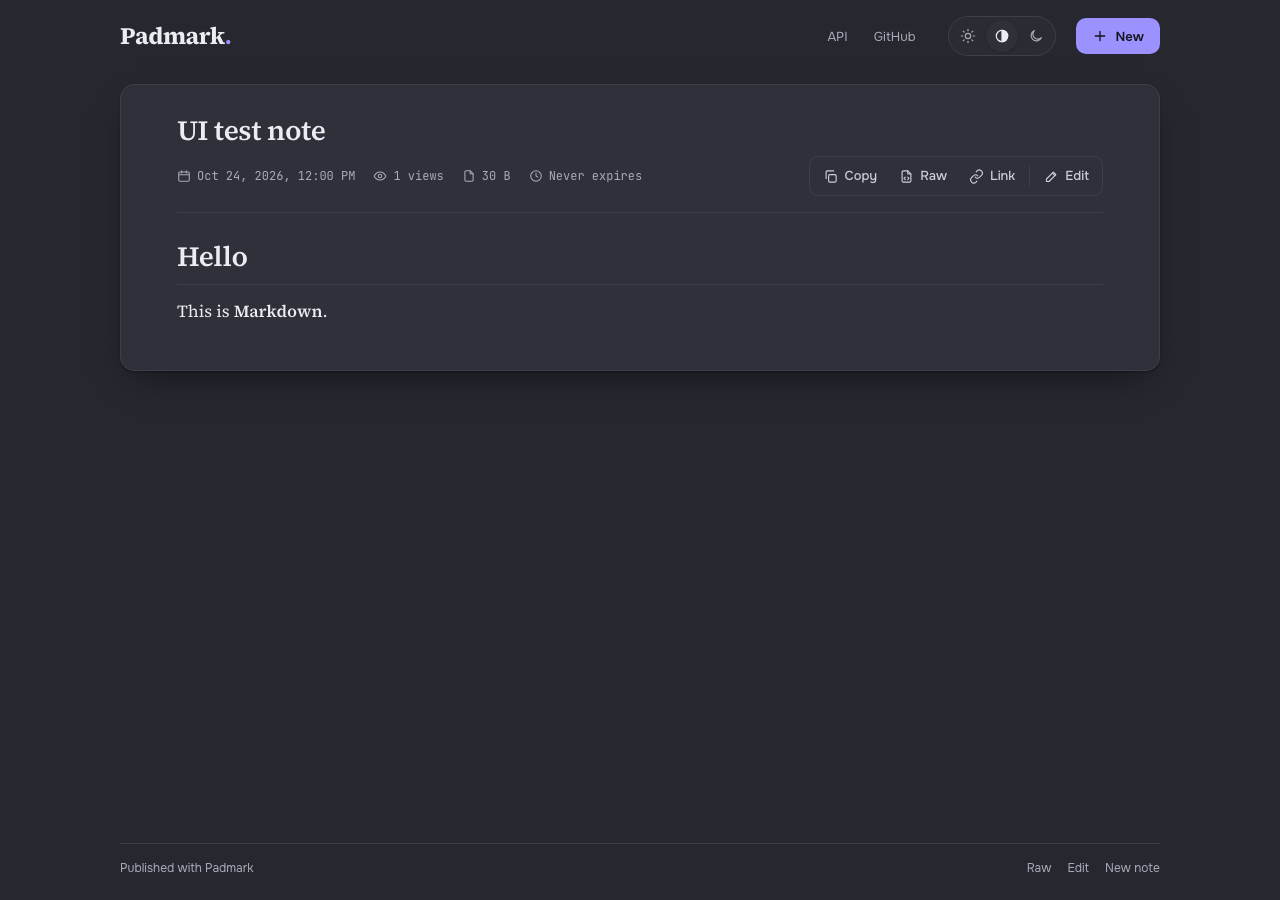 Padmark.
API GitHub New
UI test note
Oct 24, 2026, 12:00 PM 1 views 30 B Never expires Copy Raw Link Edit
Hello
This is Markdown.
Published with Padmark Raw Edit New note